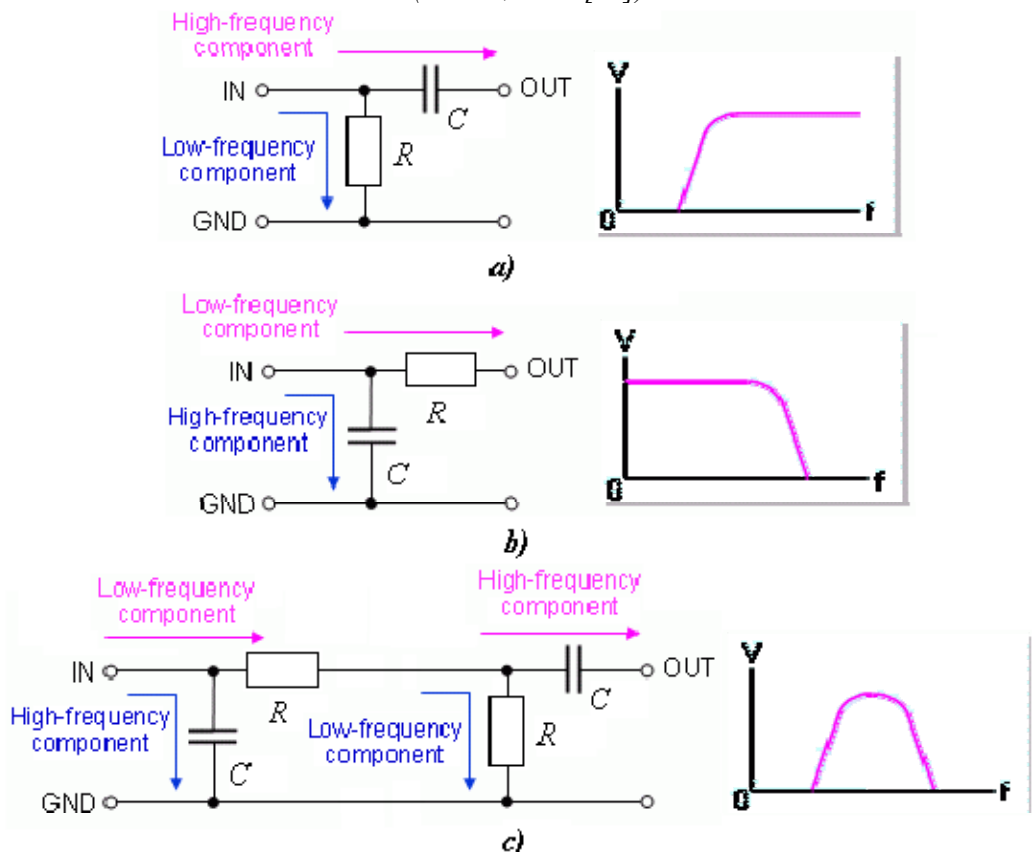 High-frequency
component
IN
OUT
C
Low-frequency
component
R
GND
V
0
f
a)
Low-frequency
component
IN
OUT
R
High-frequency
component
C
GND
V
0
f
b)
Low-frequency
component
High-frequency
component
IN
OUT
R
C
High-frequency
component
Low-frequency
component
R
C
GND
V
0
f
c)